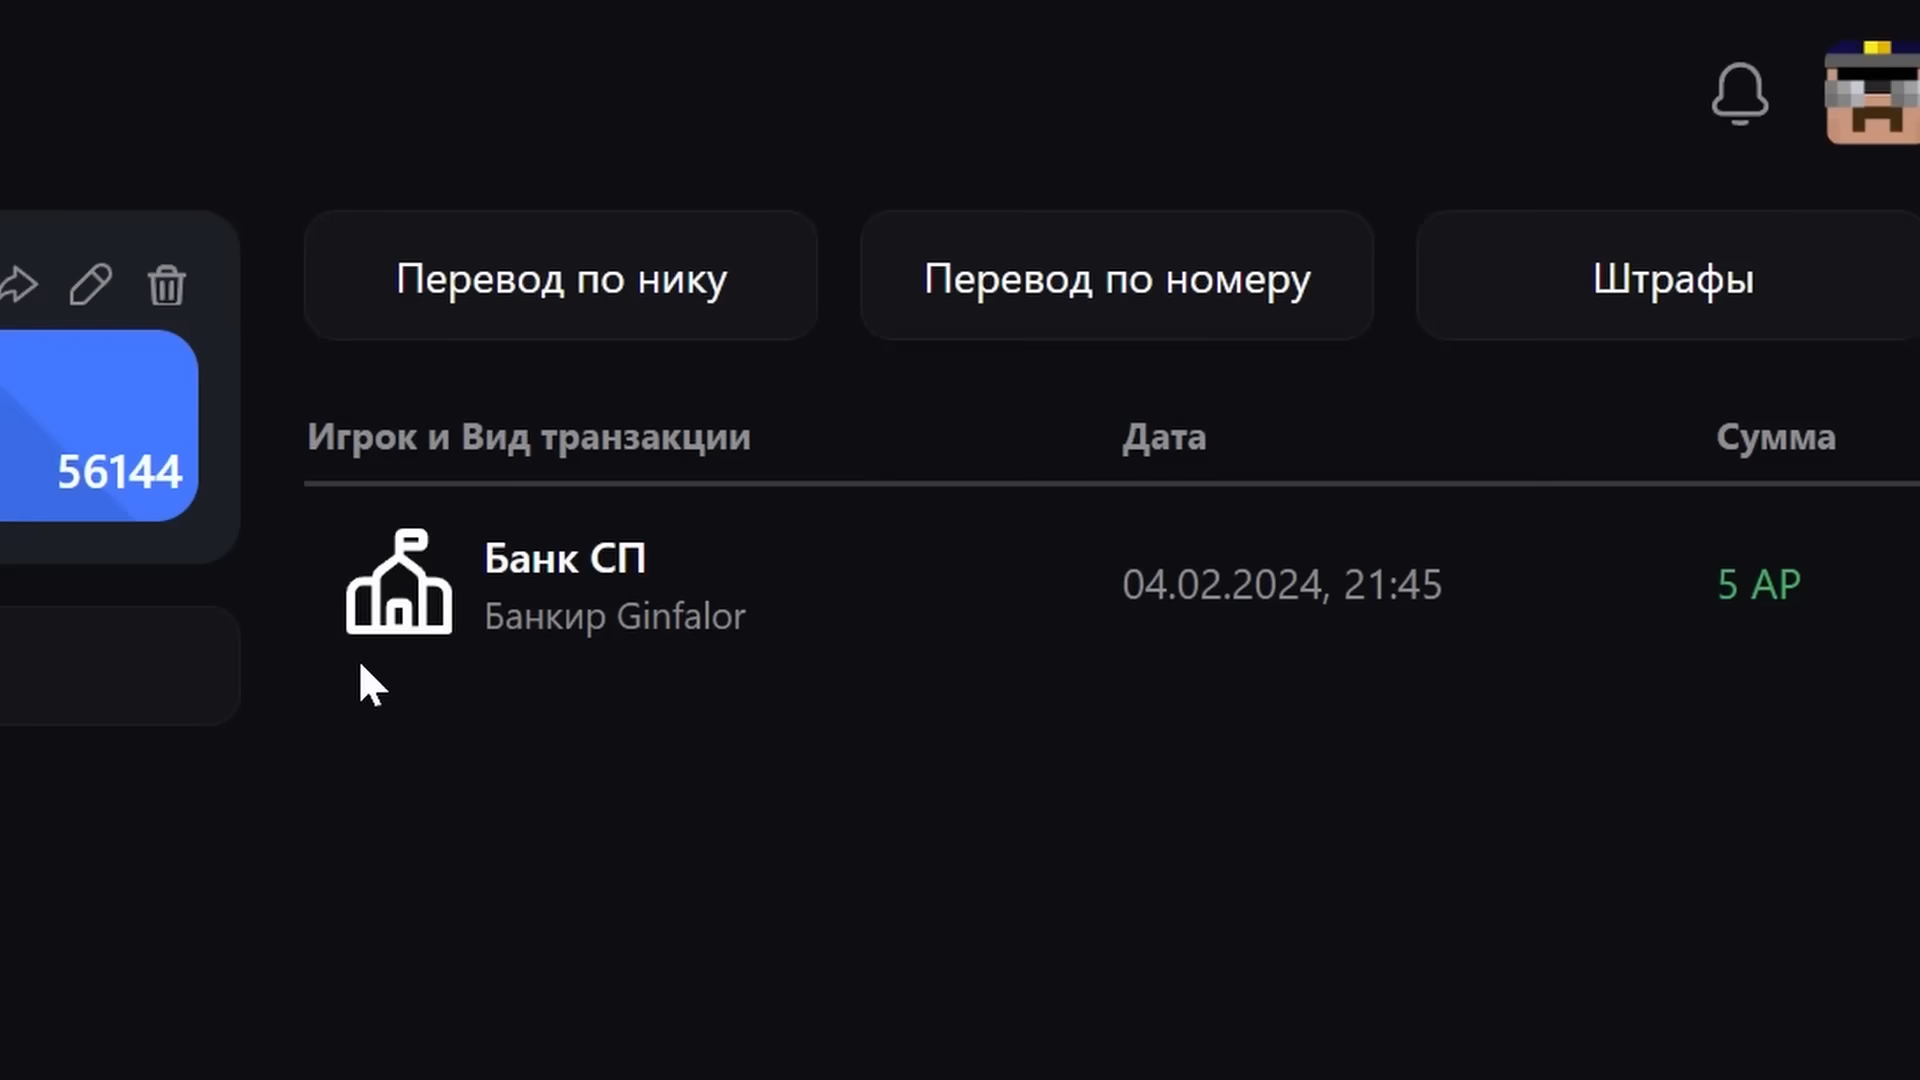 Перевод по нику
Перевод по номеру
Штрафы
56144
Игрок и Вид транзакции
Дата
Сумма
Банк СП
Банкир Ginfalor
04.02.2024, 21:45
5 АР